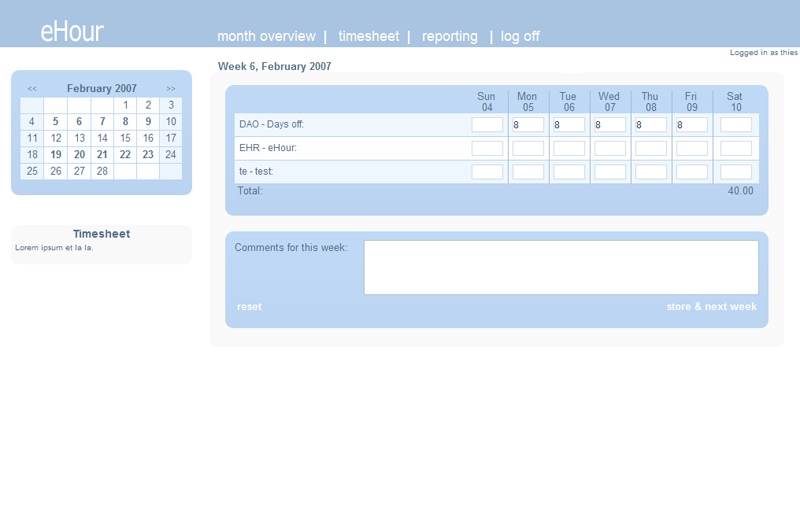 eHour
month overview | timesheet | reporting | log off
Logged in as thies
<< February 2007 >>
1 2 3
4 5 6 7 8 9 10
11 12 13 14 15 16 17
18 19 20 21 22 23 24
25 26 27 28
Timesheet
Lorem ipsum et la la.
Week 6, February 2007
Sun Mon Tue Wed Thu Fri Sat
04 05 06 07 08 09 10
DAO - Days off: 8 8 8 8 8
EHR - eHour:
te - test:
Total: 40.00
Comments for this week:
reset store & next week